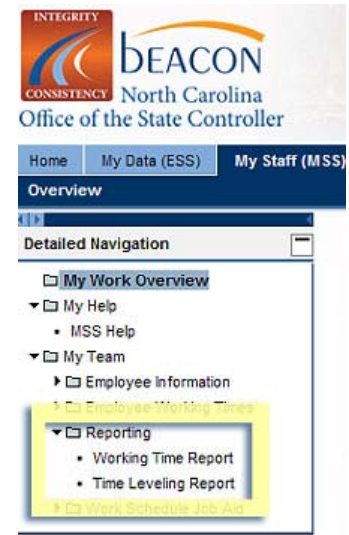 INTEGRITY
CONSISTENCY
BEACON
North Carolina
Office of the State Controller
Home My Data (ESS) My Staff (MSS)
Overview
Detailed Navigation
My Work Overview
My Help
MSS Help
My Team
Employee Information
Employee Working Times
Reporting
Working Time Report
Time Leveling Report
Work Schedule Job Aid